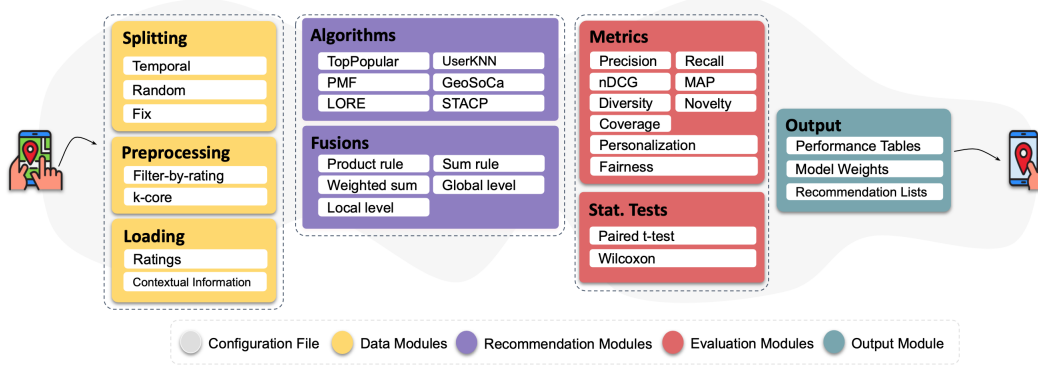 Splitting
Temporal
Random
Fix
Preprocessing
Filter-by-rating
k-core
Loading
Ratings
Contextual Information
Algorithms
TopPopular
UserKNN
PMF
GeoSoCa
LORE
STACP
Fusions
Product rule
Sum rule
Weighted sum
Global level
Local level
Metrics
Precision
Recall
nDCG
MAP
Diversity
Novelty
Coverage
Personalization
Fairness
Stat. Tests
Paired t-test
Wilcoxon
Output
Performance Tables
Model Weights
Recommendation Lists
Configuration File
Data Modules
Recommendation Modules
Evaluation Modules
Output Module